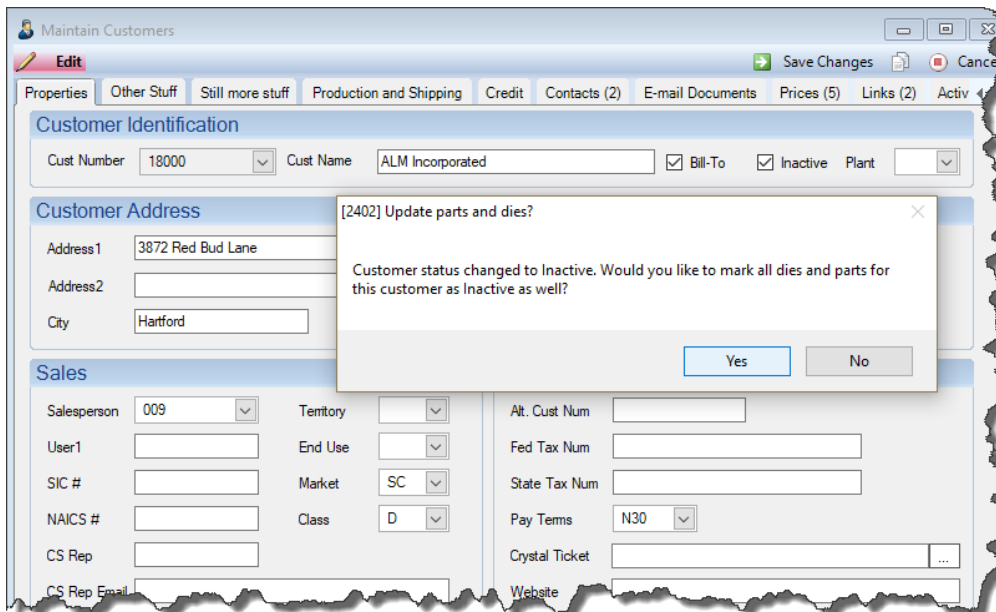 Maintain Customers
Edit Save Changes Cance
Properties Other Stuff Still more stuff Production and Shipping Credit Contacts (2) E-mail Documents Prices (5) Links (2) Activ
Customer Identification
Cust Number 18000 Cust Name ALM Incorporated Bill-To Inactive Plant
Customer Address
[2402] Update parts and dies?
Address1 3872 Red Bud Lane
Customer status changed to Inactive. Would you like to mark all dies and parts for
this customer as Inactive as well?
Address2
City Hartford
Yes No
Sales
Salesperson 009 Territory Alt. Cust Num
User1 End Use Fed Tax Num
SIC # Market SC State Tax Num
NAICS # Class D Pay Terms N30
CS Rep Crystal Ticket ...
CS Rep Email Website